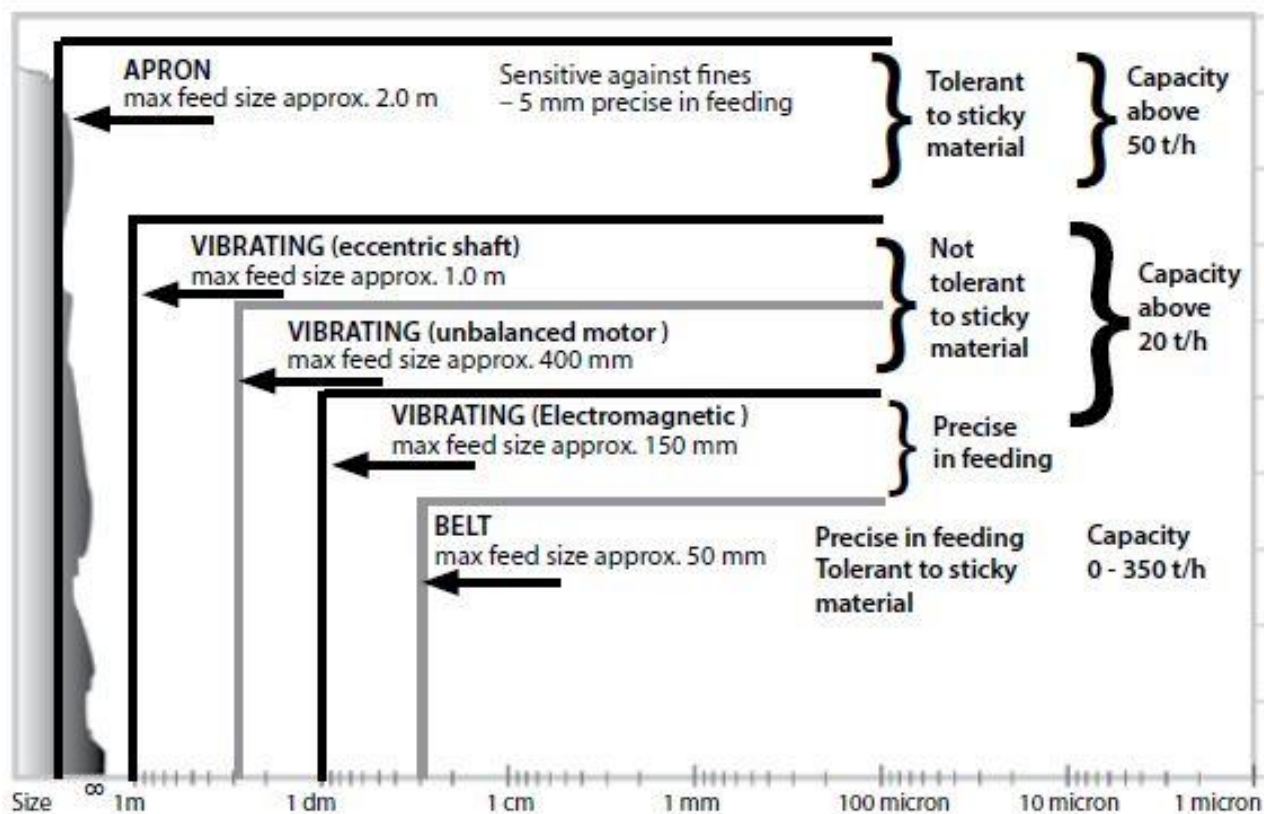 APRON
max feed size approx. 2.0 m
Sensitive against fines
– 5 mm precise in feeding
Tolerant
to sticky
material
Capacity
above
50 t/h
VIBRATING (eccentric shaft)
max feed size approx. 1.0 m
VIBRATING (unbalanced motor )
max feed size approx. 400 mm
Not
tolerant
to sticky
material
Capacity
above
20 t/h
VIBRATING (Electromagnetic )
max feed size approx. 150 mm
Precise
in feeding
BELT
max feed size approx. 50 mm
Precise in feeding
Tolerant to sticky
material
Capacity
0 - 350 t/h
Size ∞ 1m 1 dm 1 cm 1 mm 100 micron 10 micron 1 micron